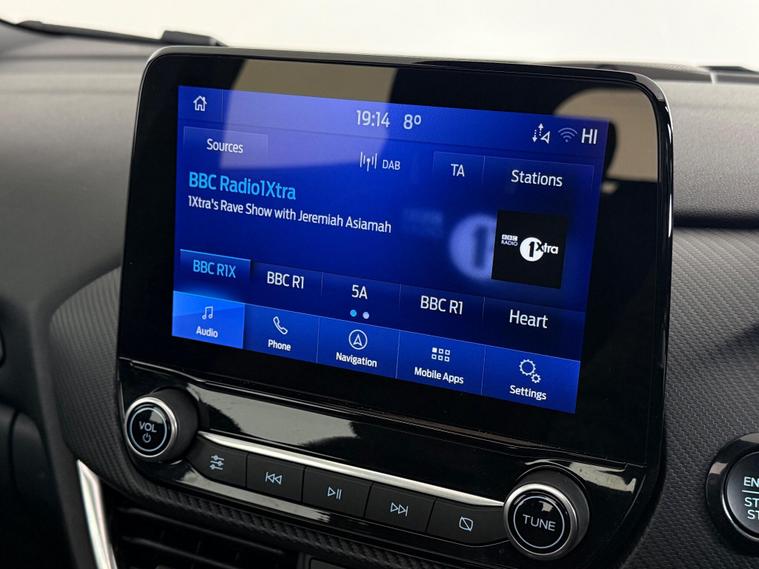 19:14 8°
HI
Sources
DAB
TA
Stations
BBC Radio1Xtra
1Xtra's Rave Show with Jeremiah Asiamah
BBC RADIO 1Xtra
BBC R1X
BBC R1
5A
BBC R1
Heart
Audio
Phone
Navigation
Mobile Apps
Settings
VOL
TUNE